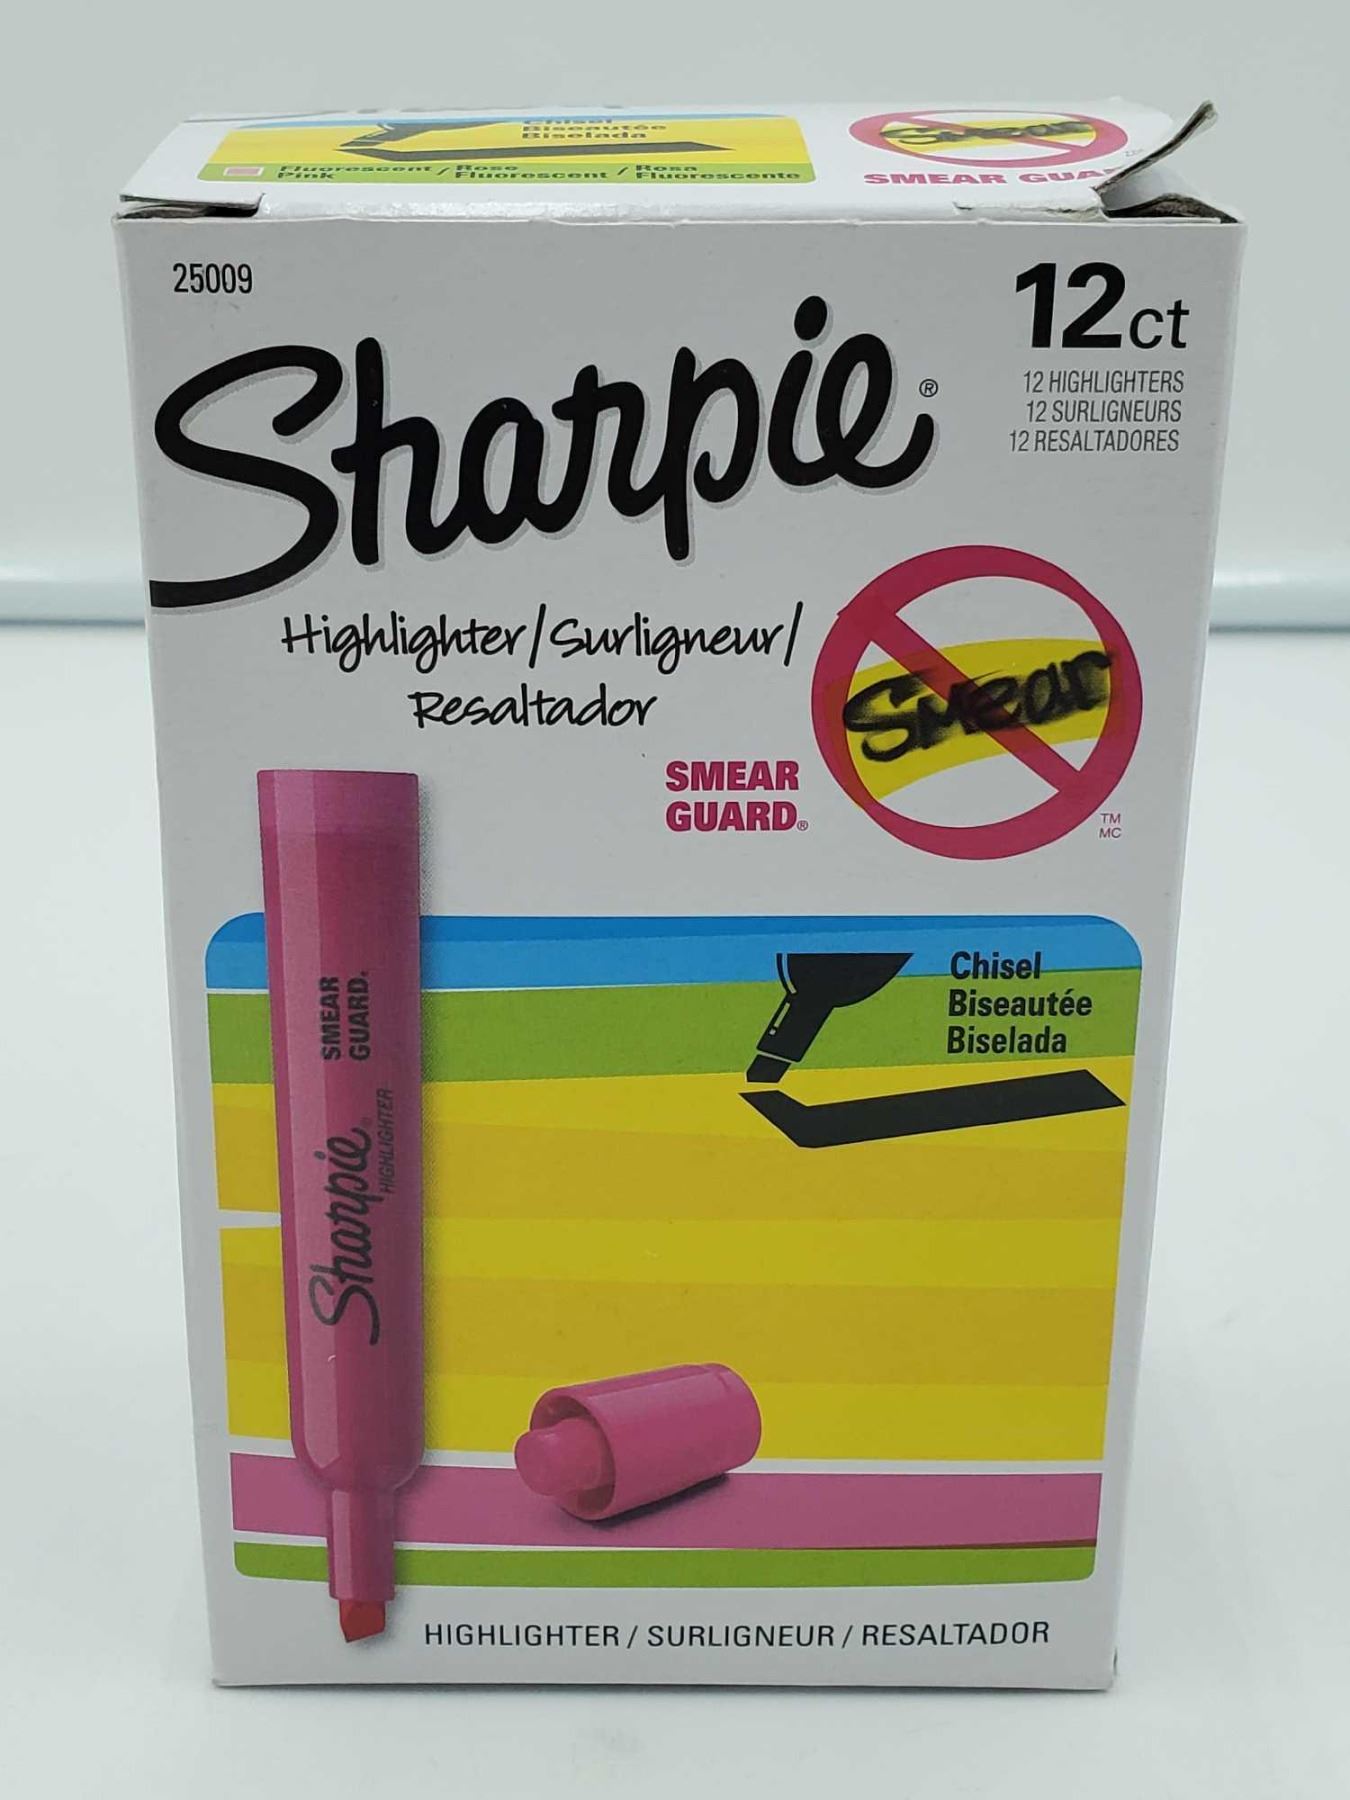 Chisel
Biseautée
Biselada
Fluorescent / Rose / Rosa
Pink Fluorescent / Fluorescente
Smear
SMEAR GUA
25009
12ct
Sharpie®
12 HIGHLIGHTERS
12 SURLIGNEURS
12 RESALTADORES
Highlighter/Surligneur/
Resaltador
Smear
SMEAR
GUARD®
TM
MC
Chisel
Biseautée
Biselada
SMEAR
GUARD®
Sharpie®
HIGHLIGHTER
HIGHLIGHTER / SURLIGNEUR / RESALTADOR